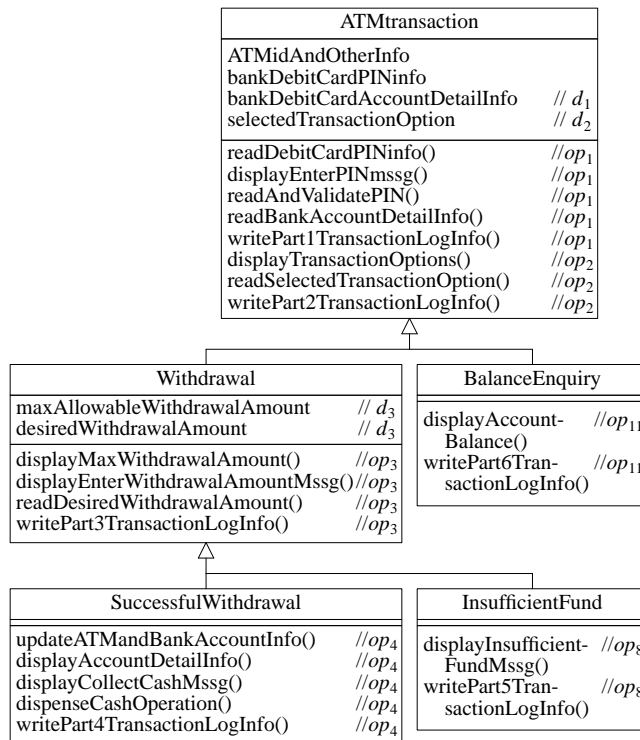 ATMtransaction
ATMidAndOtherInfo
bankDebitCardPINinfo
bankDebitCardAccountDetailInfo // d1
selectedTransactionOption // d2
readDebitCardPINinfo() //op1
displayEnterPINmssg() //op1
readAndValidatePIN() //op1
readBankAccountDetailInfo() //op1
writePart1TransactionLogInfo() //op1
displayTransactionOptions() //op2
readSelectedTransactionOption() //op2
writePart2TransactionLogInfo() //op2
Withdrawal
maxAllowableWithdrawalAmount // d3
desiredWithdrawalAmount // d3
displayMaxWithdrawalAmount() //op3
displayEnterWithdrawalAmountMssg() //op3
readDesiredWithdrawalAmount() //op3
writePart3TransactionLogInfo() //op3
BalanceEnquiry
displayAccount- //op11
Balance()
writePart6Tran- //op11
sactionLogInfo()
SuccessfulWithdrawal
updateATMandBankAccountInfo() //op4
displayAccountDetailInfo() //op4
displayCollectCashMssg() //op4
dispenseCashOperation() //op4
writePart4TransactionLogInfo() //op4
InsufficientFund
displayInsufficient- //op8
FundMssg()
writePart5Tran- //op8
sactionLogInfo()